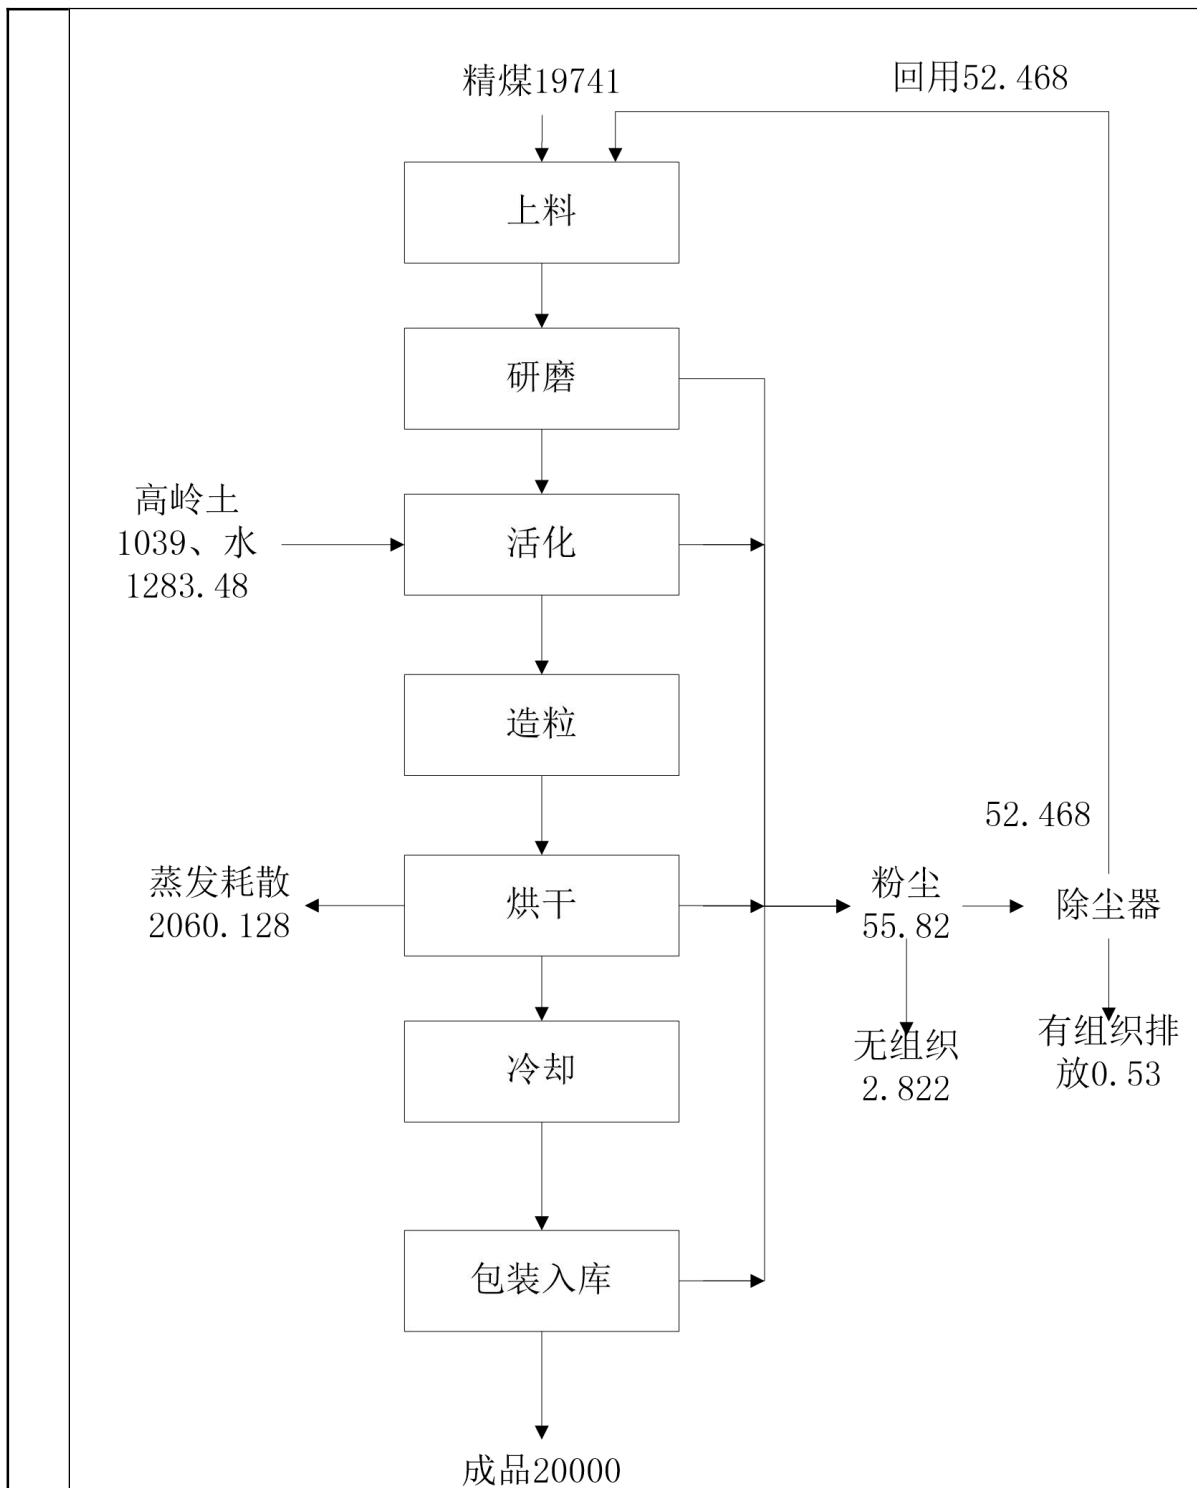 精煤19741
回用52.468
上料
研磨
高岭土
1039、水
1283.48
活化
造粒
52.468
蒸发耗散
2060.128
烘干
粉尘
55.82
除尘器
冷却
无组织
2.822
有组织排
放0.53
包装入库
成品20000